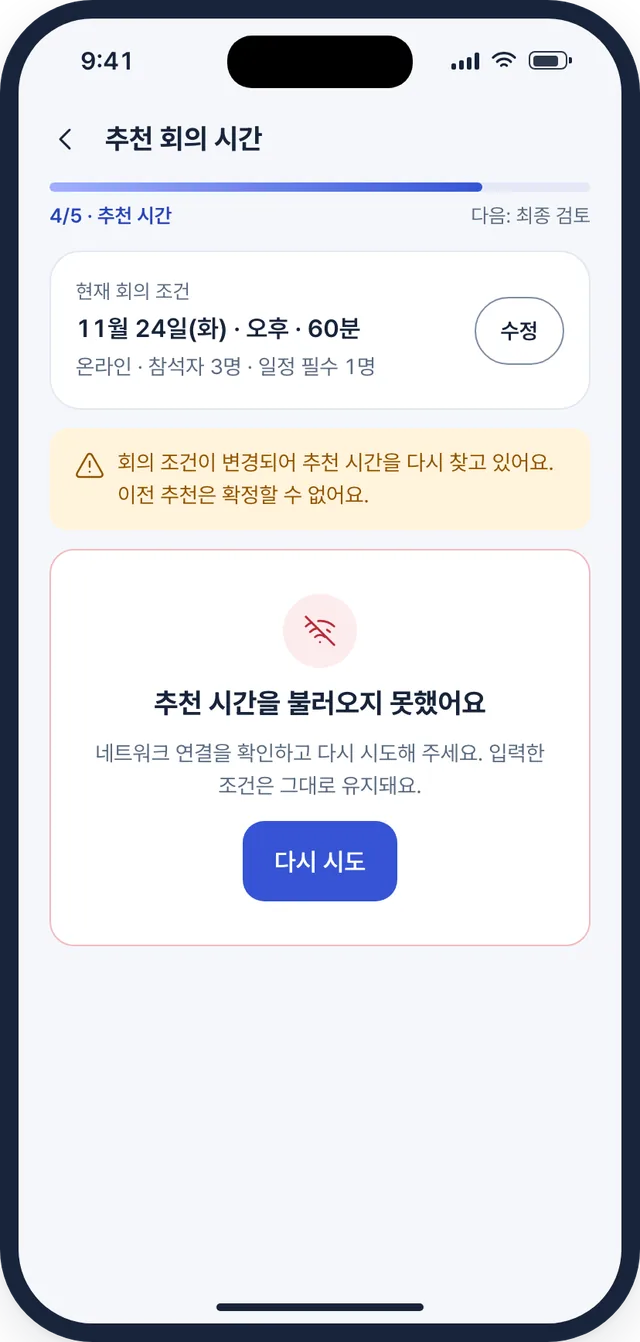 9:41
추천 회의 시간
4/5 · 추천 시간
다음: 최종 검토
현재 회의 조건
11월 24일(화) · 오후 · 60분
온라인 · 참석자 3명 · 일정 필수 1명
수정
회의 조건이 변경되어 추천 시간을 다시 찾고 있어요.
이전 추천은 확정할 수 없어요.
추천 시간을 불러오지 못했어요
네트워크 연결을 확인하고 다시 시도해 주세요. 입력한
조건은 그대로 유지돼요.
다시 시도